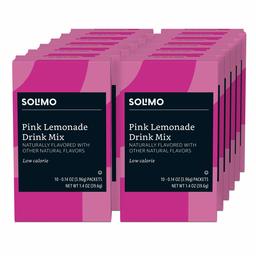 SOLIMO
Pink Lemonade
Drink Mix
NATURALLY FLAVORED WITH
OTHER NATURAL FLAVORS
Low calorie
10 - 0.14 OZ (3.96g) PACKETS
NET WT 1.4 OZ (39.6g)
SOLIMO
Pink Lemonade
Drink Mix
NATURALLY FLAVORED WITH
OTHER NATURAL FLAVORS
Low calorie
10 - 0.14 OZ (3.96g) PACKETS
NET WT 1.4 OZ (39.6g)